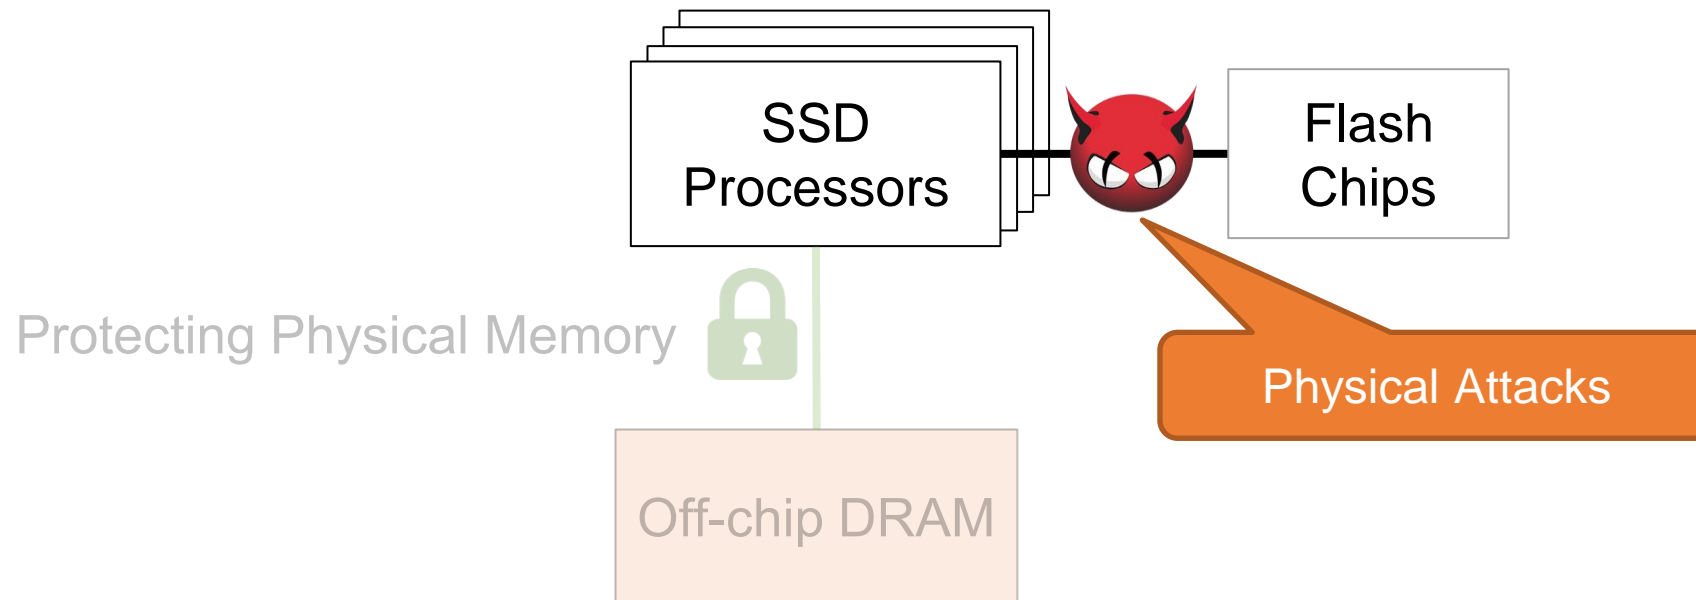 SSD
Processors
Flash
Chips
Protecting Physical Memory
Physical Attacks
Off-chip DRAM